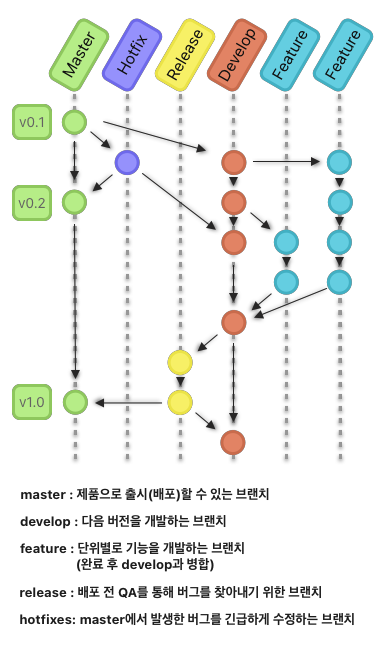 Master
Hotfix
Release
Develop
Feature
Feature
v0.1
v0.2
v1.0
master : 제품으로 출시(배포)할 수 있는 브랜치
develop : 다음 버전을 개발하는 브랜치
feature : 단위별로 기능을 개발하는 브랜치
(완료 후 develop과 병합)
release : 배포 전 QA를 통해 버그를 찾아내기 위한 브랜치
hotfixes: master에서 발생한 버그를 긴급하게 수정하는 브랜치